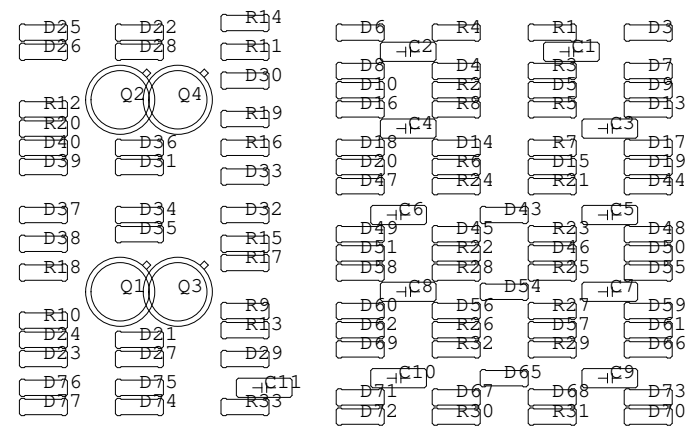 R14
D25 D22 D6 R4 R1 D3
D26 D28 R11 C2 C1
D30 D8 D4 R3 D7
Q2 Q4 D10 R2 D5 D9
R12 D16 R8 R5 D13
R20 R19 C4 C3
D40 D36 R16 D18 D14 R7 D17
D39 D31 D20 R6 D15 D19
D33 D47 R24 R21 D44
D37 D34 D32 C6 D43 C5
D35 D49 D45 R23 D48
D38 R15 D51 R22 D46 D50
R18 R17 D58 R28 R25 D55
Q1 Q3 C8 D54 C7
R9 D60 D56 R27 D59
R10 R13 D62 R26 D57 D61
D24 D21 D69 R32 R29 D66
D23 D27 D29
C10 D65 C9
D76 D75 C11 D71 D67 D68 D73
D77 D74 R33 D72 R30 R31 D70